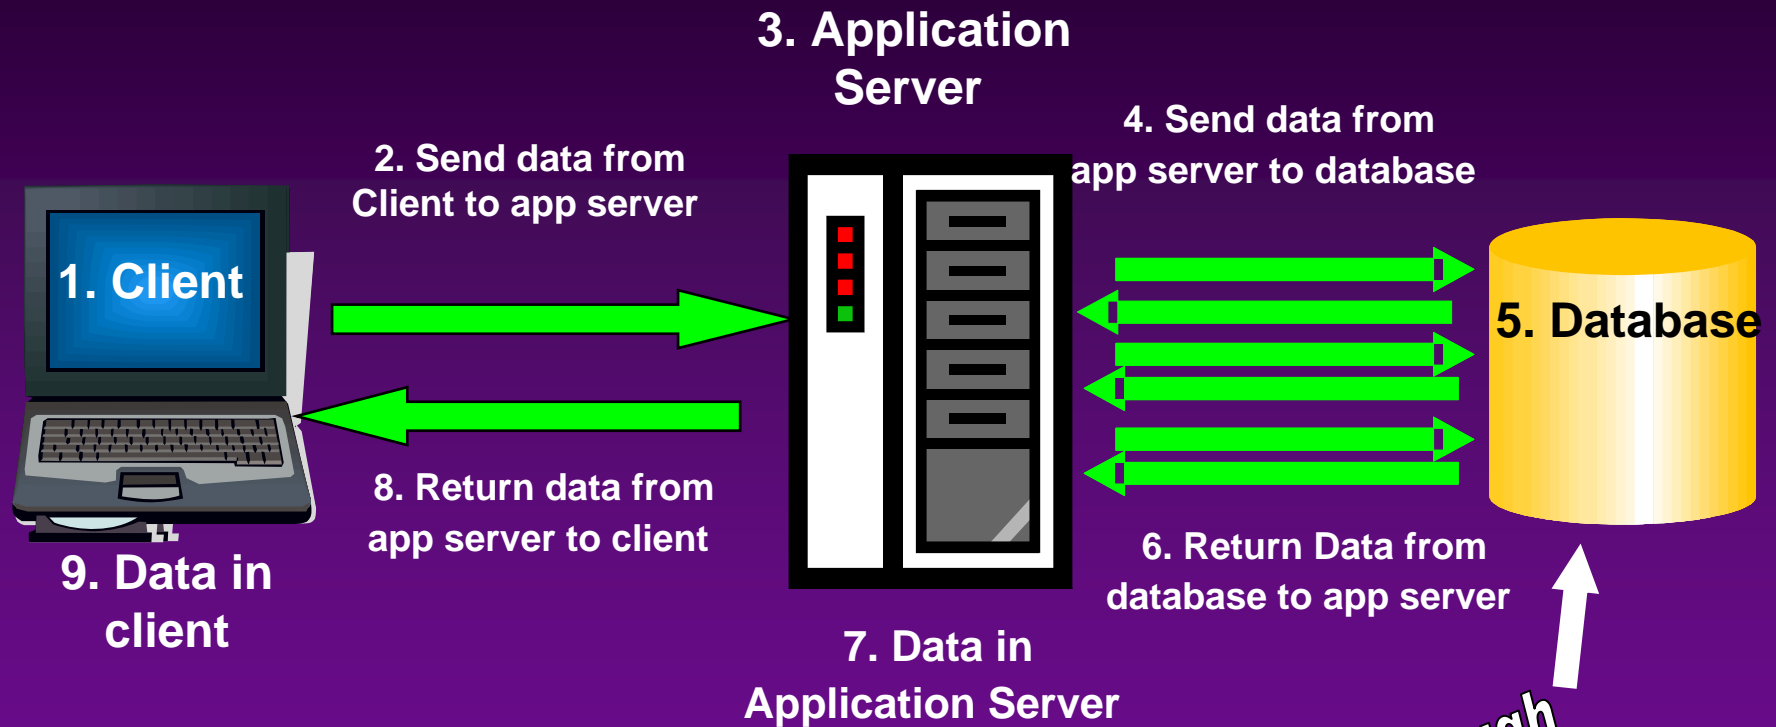 3. Application
Server
4. Send data from
app server to database
2. Send data from
Client to app server
1. Client
5. Database
8. Return data from
app server to client
6. Return Data from
database to app server
9. Data in
client
7. Data in
Application Server